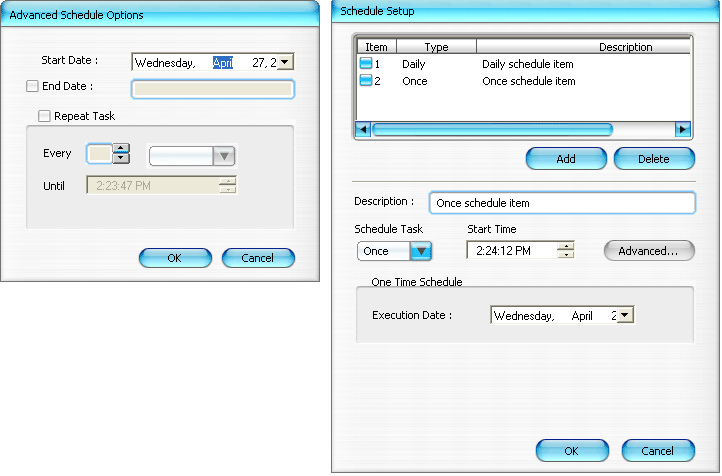 Advanced Schedule Options
Start Date : Wednesday, April 27, 2
End Date :
Repeat Task
Every
Until 2:23:47 PM
OK Cancel
Schedule Setup
Item Type Description
1 Daily Daily schedule item
2 Once Once schedule item
Add Delete
Description : Once schedule item
Schedule Task Start Time
Once 2:24:12 PM Advanced...
One Time Schedule
Execution Date : Wednesday, April
OK Cancel